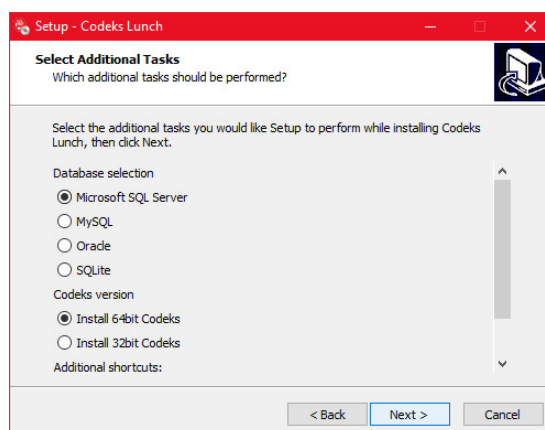 Setup - Codeks Lunch
Select Additional Tasks
Which additional tasks should be performed?
Select the additional tasks you would like Setup to perform while installing Codeks
Lunch, then click Next.
Database selection
Microsoft SQL Server
MySQL
Oracle
SQLite
Codeks version
Install 64bit Codeks
Install 32bit Codeks
Additional shortcuts:
< Back Next > Cancel